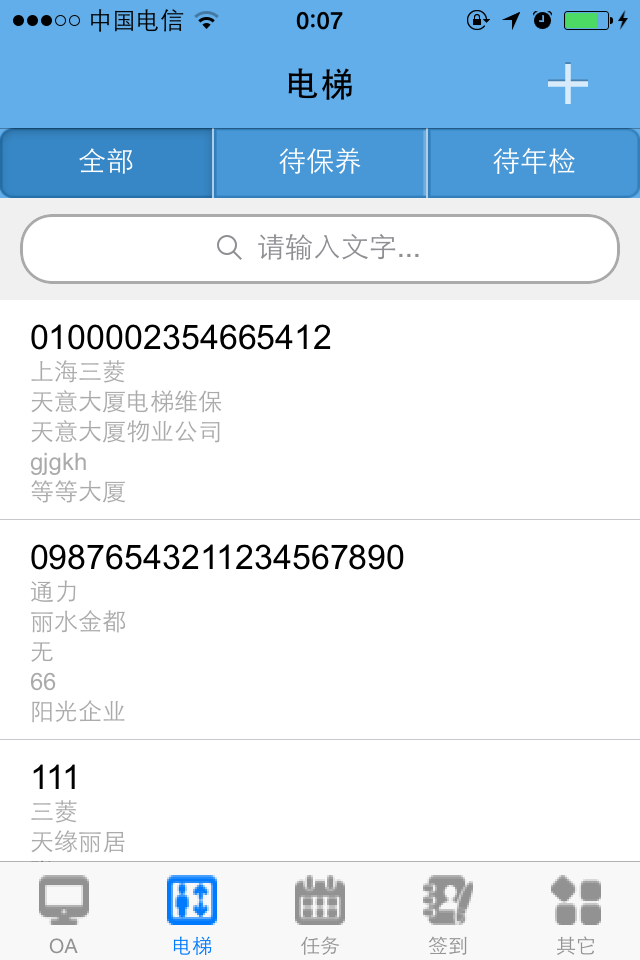 中国电信 0:07
电梯
全部 待保养 待年检
请输入文字...
0100002354665412
上海三菱
天意大厦电梯维保
天意大厦物业公司
gjgkh
等等大厦
09876543211234567890
通力
丽水金都
无
66
阳光企业
111
三菱
天缘丽居
OA 电梯 任务 签到 其它